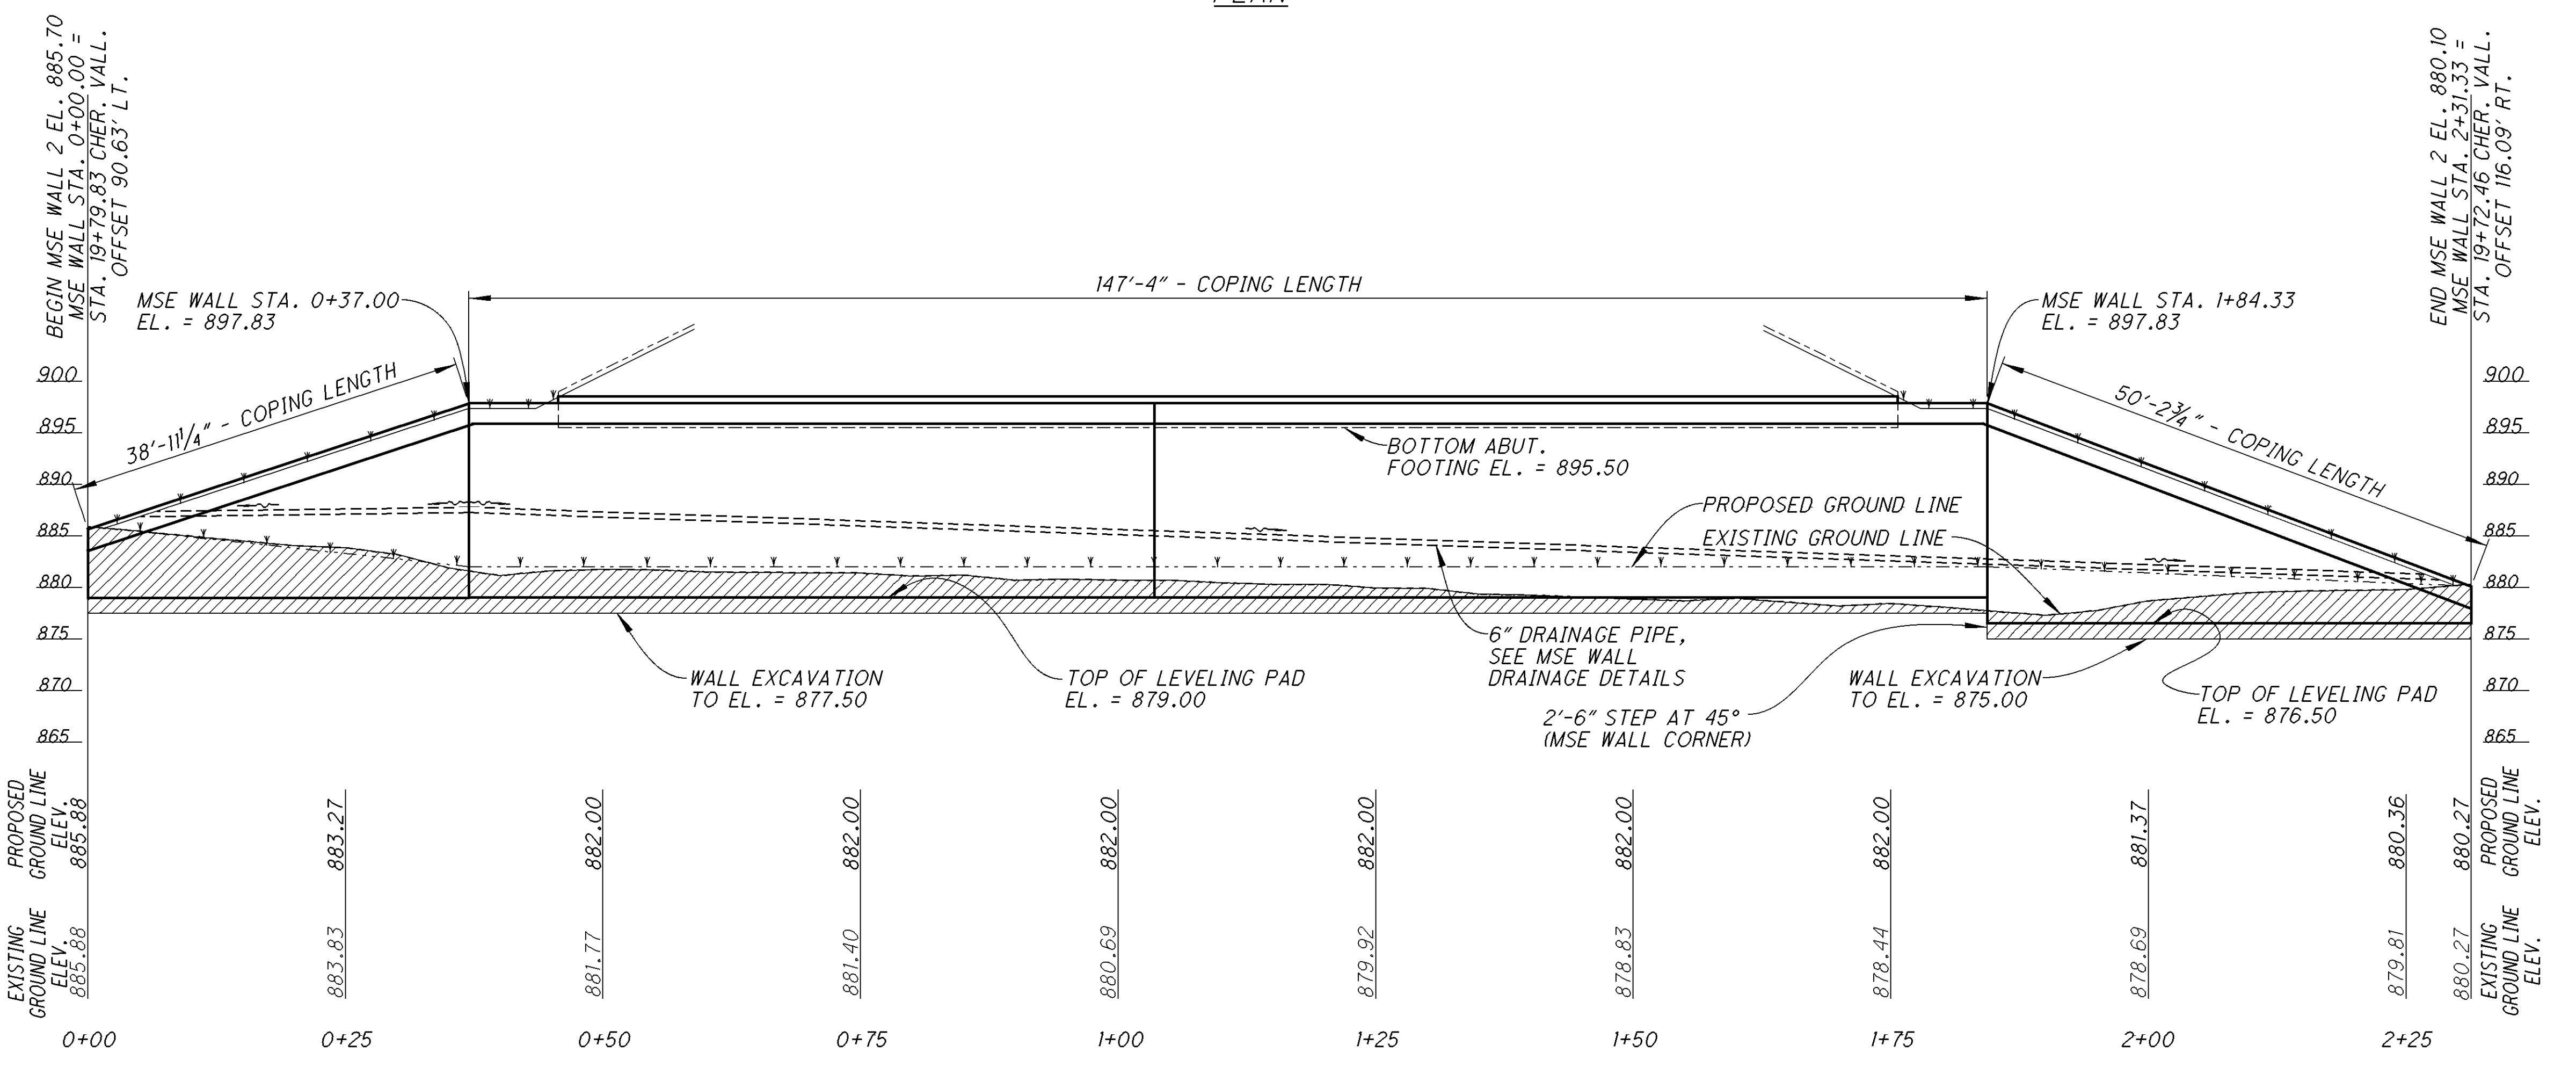 PLAN
BEGIN MSE WALL 2 EL. 885.70
MSE WALL STA. 0+00.00 =
STA. 19+79.83 CHER. VALL.
OFFSET 90.63' LT.
END MSE WALL 2 EL. 880.10
MSE WALL STA. 2+31.33 =
STA. 19+72.46 CHER. VALL.
OFFSET 116.09' RT.
147'-4" - COPING LENGTH
MSE WALL STA. 0+37.00
EL. = 897.83
MSE WALL STA. 1+84.33
EL. = 897.83
38'-11 1/4" - COPING LENGTH
50'-2 3/4" - COPING LENGTH
900
895
890
885
880
875
870
865
900
895
890
885
880
875
870
865
BOTTOM ABUT.
FOOTING EL. = 895.50
PROPOSED GROUND LINE
EXISTING GROUND LINE
6" DRAINAGE PIPE,
SEE MSE WALL
DRAINAGE DETAILS
WALL EXCAVATION
TO EL. = 877.50
TOP OF LEVELING PAD
EL. = 879.00
2'-6" STEP AT 45°
(MSE WALL CORNER)
WALL EXCAVATION
TO EL. = 875.00
TOP OF LEVELING PAD
EL. = 876.50
PROPOSED
GROUND LINE
ELEV.
885.88
883.27
882.00
882.00
882.00
882.00
882.00
882.00
881.37
880.36
880.27
PROPOSED
GROUND LINE
ELEV.
EXISTING
GROUND LINE
ELEV.
885.88
883.83
881.77
881.40
880.69
879.92
878.83
878.44
878.69
879.81
880.27
EXISTING
GROUND LINE
ELEV.
0+00
0+25
0+50
0+75
1+00
1+25
1+50
1+75
2+00
2+25